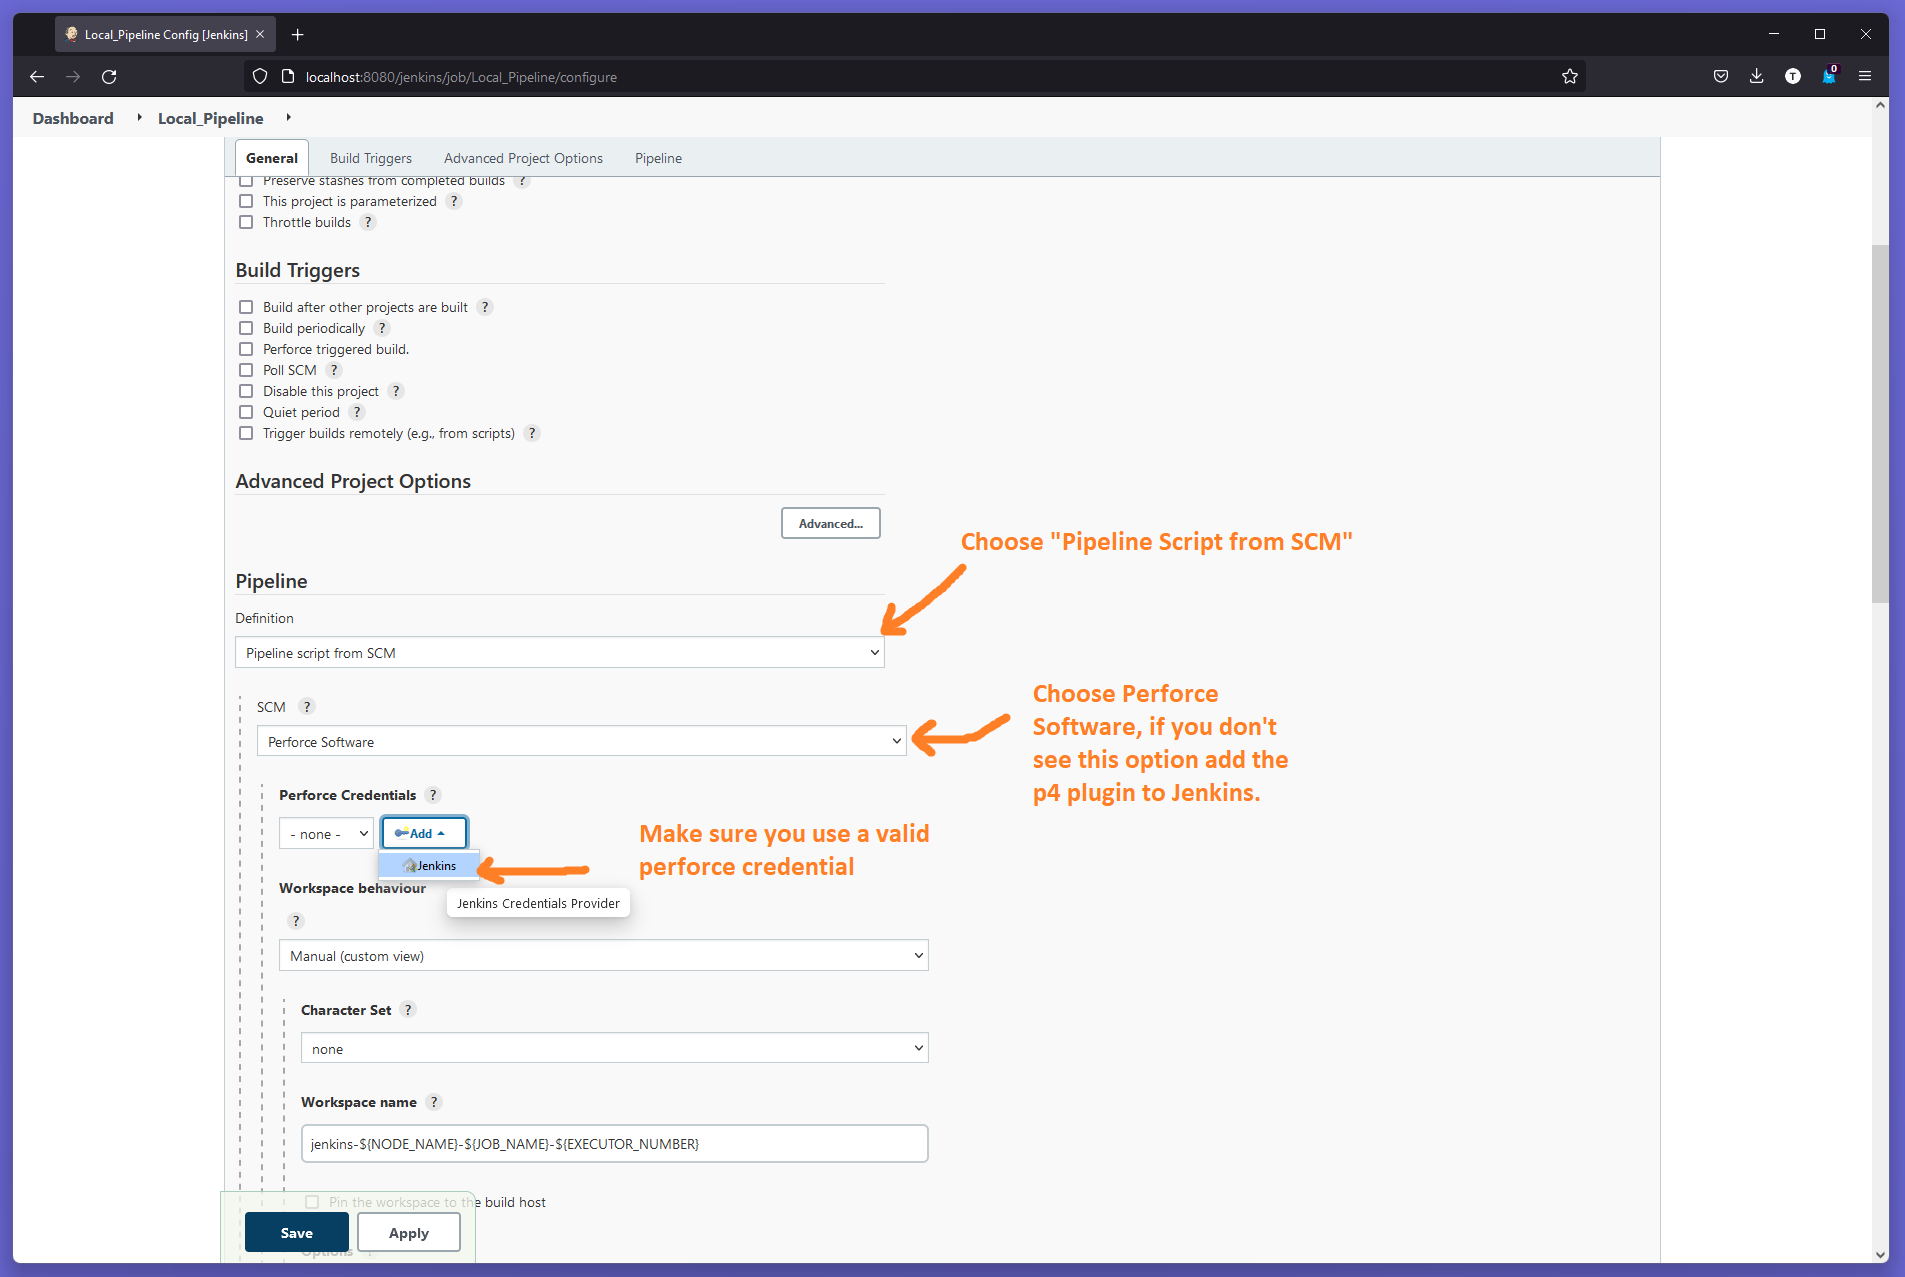 Local_Pipeline Config [Jenkins]
localhost:8080/jenkins/job/Local_Pipeline/configure
T
0
Dashboard
Local_Pipeline
General
Build Triggers
Advanced Project Options
Pipeline
Preserve stashes from completed builds ?
This project is parameterized ?
Throttle builds ?
Build Triggers
Build after other projects are built ?
Build periodically ?
Perforce triggered build.
Poll SCM ?
Disable this project ?
Quiet period ?
Trigger builds remotely (e.g., from scripts) ?
Advanced Project Options
Advanced...
Choose "Pipeline Script from SCM"
Pipeline
Definition
Pipeline script from SCM
SCM ?
Perforce Software
Choose Perforce
Software, if you don't
see this option add the
p4 plugin to Jenkins.
Perforce Credentials ?
- none -
Add
Jenkins
Make sure you use a valid
perforce credential
Workspace behaviour
Jenkins Credentials Provider
?
Manual (custom view)
Character Set ?
none
Workspace name ?
jenkins-${NODE_NAME}-${JOB_NAME}-${EXECUTOR_NUMBER}
Pin the workspace to the build host
Save
Apply
Options ?